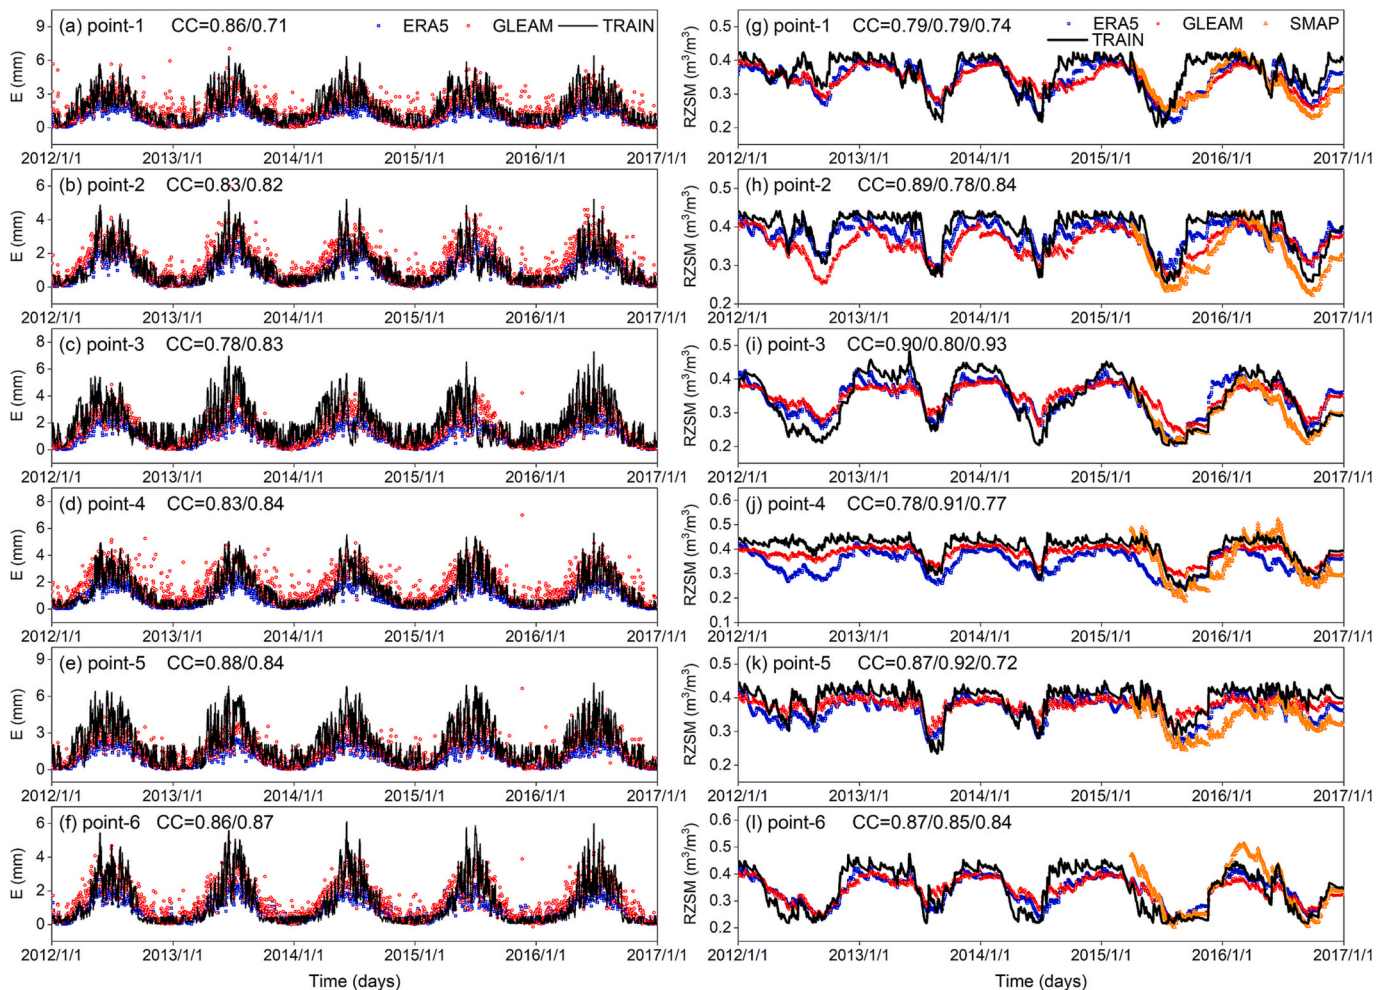 (a) point-1 CC=0.86/0.71 ERA5 GLEAM TRAIN
E (mm)
9
6
3
0
2012/1/1 2013/1/1 2014/1/1 2015/1/1 2016/1/1 2017/1/1
(b) point-2 CC=0.83/0.82
E (mm)
6
4
2
0
2012/1/1 2013/1/1 2014/1/1 2015/1/1 2016/1/1 2017/1/1
(c) point-3 CC=0.78/0.83
E (mm)
8
6
4
2
0
2012/1/1 2013/1/1 2014/1/1 2015/1/1 2016/1/1 2017/1/1
(d) point-4 CC=0.83/0.84
E (mm)
8
6
4
2
0
2012/1/1 2013/1/1 2014/1/1 2015/1/1 2016/1/1 2017/1/1
(e) point-5 CC=0.88/0.84
E (mm)
9
6
3
0
2012/1/1 2013/1/1 2014/1/1 2015/1/1 2016/1/1 2017/1/1
(f) point-6 CC=0.86/0.87
E (mm)
6
4
2
0
2012/1/1 2013/1/1 2014/1/1 2015/1/1 2016/1/1 2017/1/1
Time (days)
(g) point-1 CC=0.79/0.79/0.74 ERA5 GLEAM SMAP
TRAIN
RZSM (m³/m³)
0.5
0.4
0.3
0.2
2012/1/1 2013/1/1 2014/1/1 2015/1/1 2016/1/1 2017/1/1
(h) point-2 CC=0.89/0.78/0.84
RZSM (m³/m³)
0.5
0.4
0.3
0.2
2012/1/1 2013/1/1 2014/1/1 2015/1/1 2016/1/1 2017/1/1
(i) point-3 CC=0.90/0.80/0.93
RZSM (m³/m³)
0.5
0.4
0.3
0.2
2012/1/1 2013/1/1 2014/1/1 2015/1/1 2016/1/1 2017/1/1
(j) point-4 CC=0.78/0.91/0.77
RZSM (m³/m³)
0.6
0.5
0.4
0.3
0.2
0.1
2012/1/1 2013/1/1 2014/1/1 2015/1/1 2016/1/1 2017/1/1
(k) point-5 CC=0.87/0.92/0.72
RZSM (m³/m³)
0.5
0.4
0.3
0.2
2012/1/1 2013/1/1 2014/1/1 2015/1/1 2016/1/1 2017/1/1
(l) point-6 CC=0.87/0.85/0.84
RZSM (m³/m³)
0.6
0.5
0.4
0.3
0.2
2012/1/1 2013/1/1 2014/1/1 2015/1/1 2016/1/1 2017/1/1
Time (days)